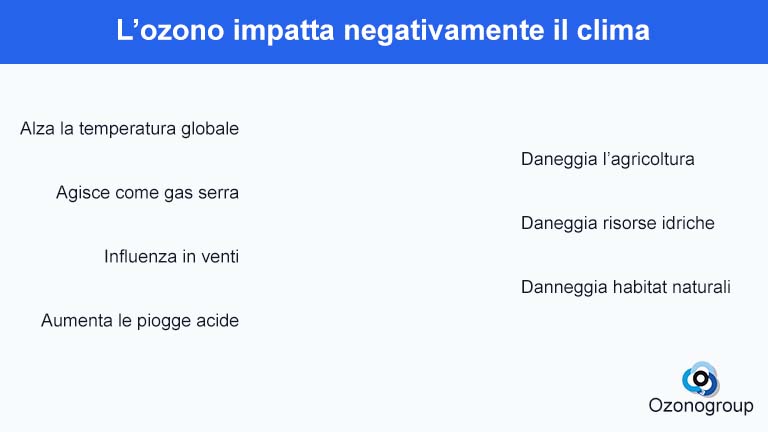 L’ozono impatta negativamente il clima
Alza la temperatura globale
Agisce come gas serra
Influenza in venti
Aumenta le piogge acide
Daneggia l’agricoltura
Daneggia risorse idriche
Danneggia habitat naturali
Ozonogroup